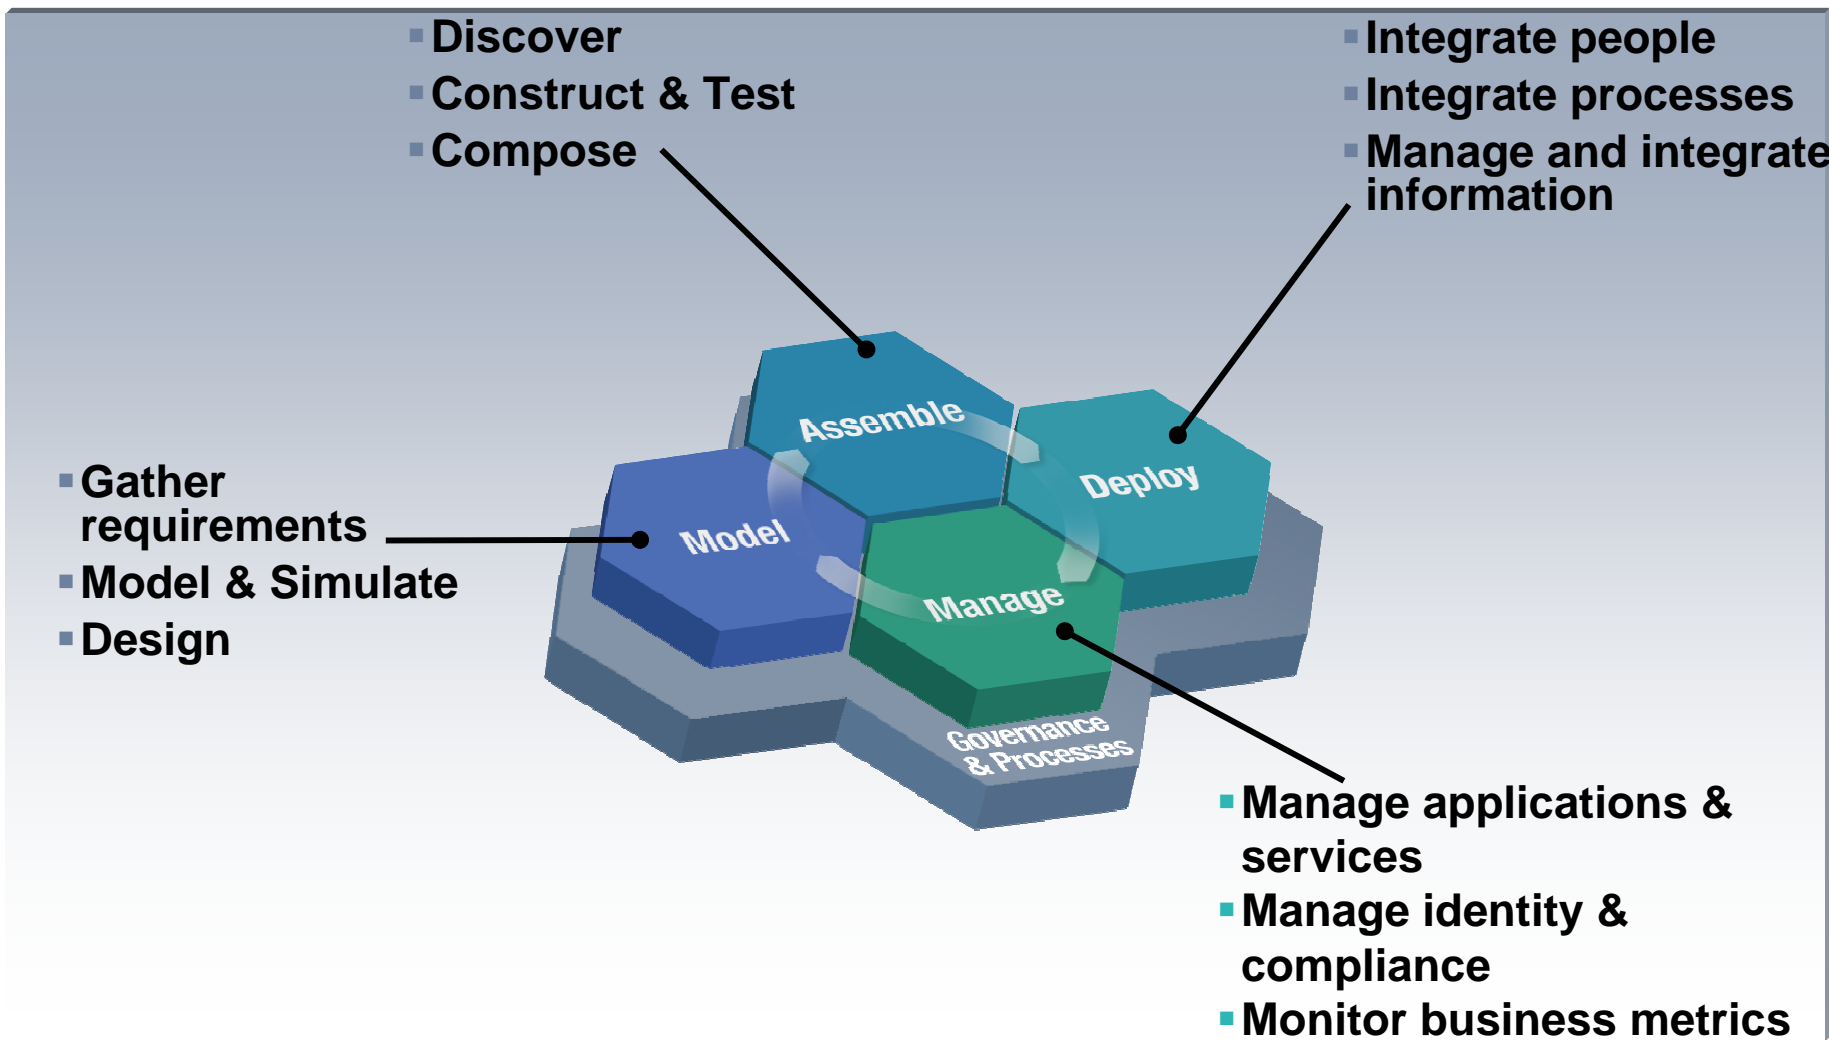 Discover
Construct & Test
Compose
Integrate people
Integrate processes
Manage and integrate
information
Assemble
Deploy
Model
Manage
Governance
& Processes
Gather
requirements
Model & Simulate
Design
Manage applications &
services
Manage identity &
compliance
Monitor business metrics